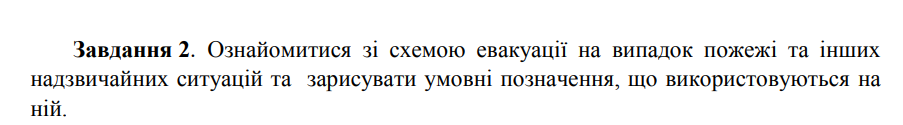 Завдання 2. Ознайомитися зі схемою евакуації на випадок пожежі та інших
надзвичайних ситуацій та зарисувати умовні позначення, що використовуються на
ній.